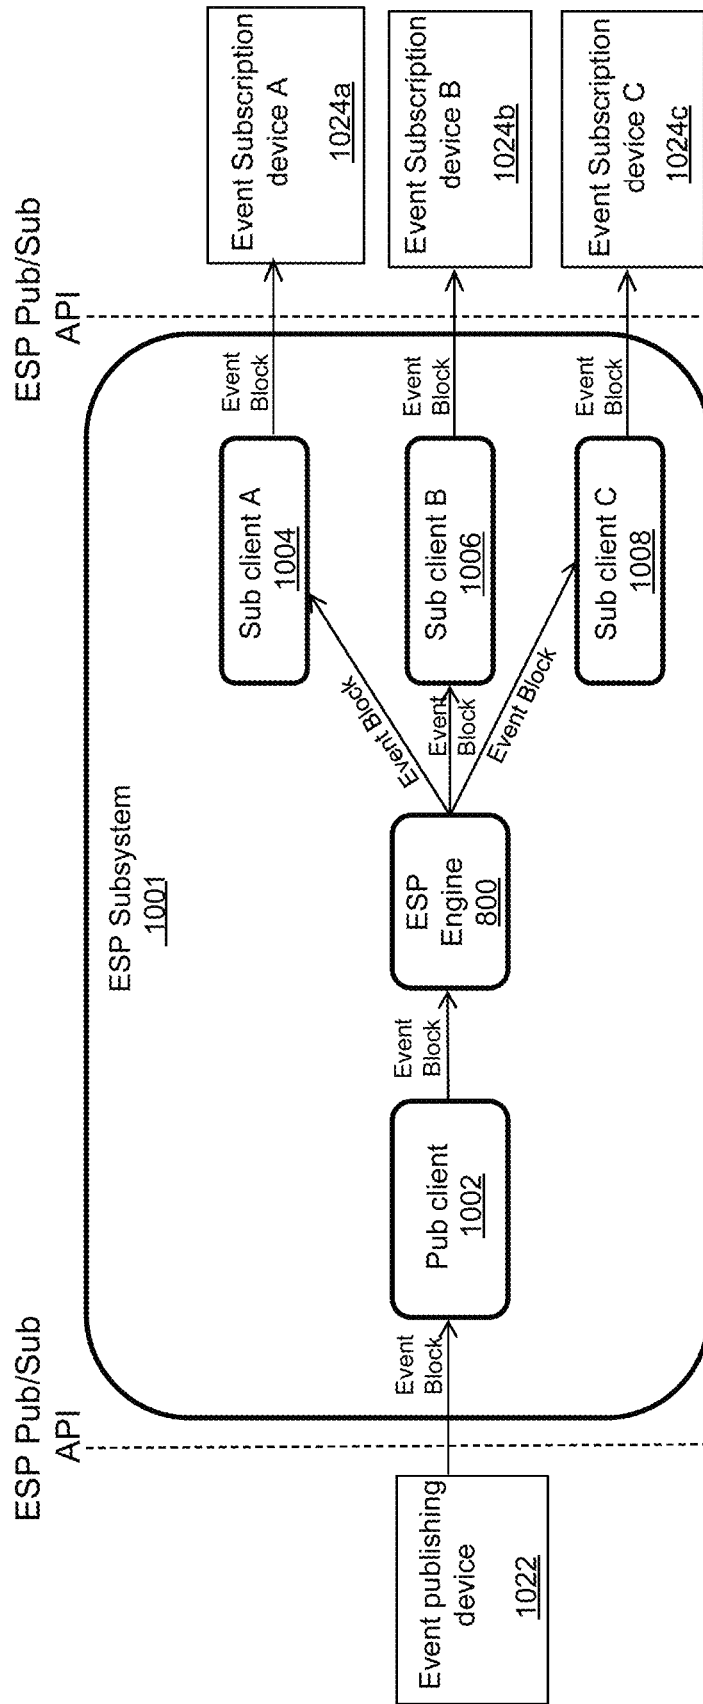 ESP Pub/Sub
API
ESP Pub/Sub
API
ESP Subsystem
1001
Event publishing
device
1022
Event
Block
Pub client
1002
Event
Block
ESP
Engine
800
Event Block
Event
Block
Event Block
Sub client A
1004
Sub client B
1006
Sub client C
1008
Event
Block
Event
Block
Event
Block
Event Subscription
device A
1024a
Event Subscription
device B
1024b
Event Subscription
device C
1024c